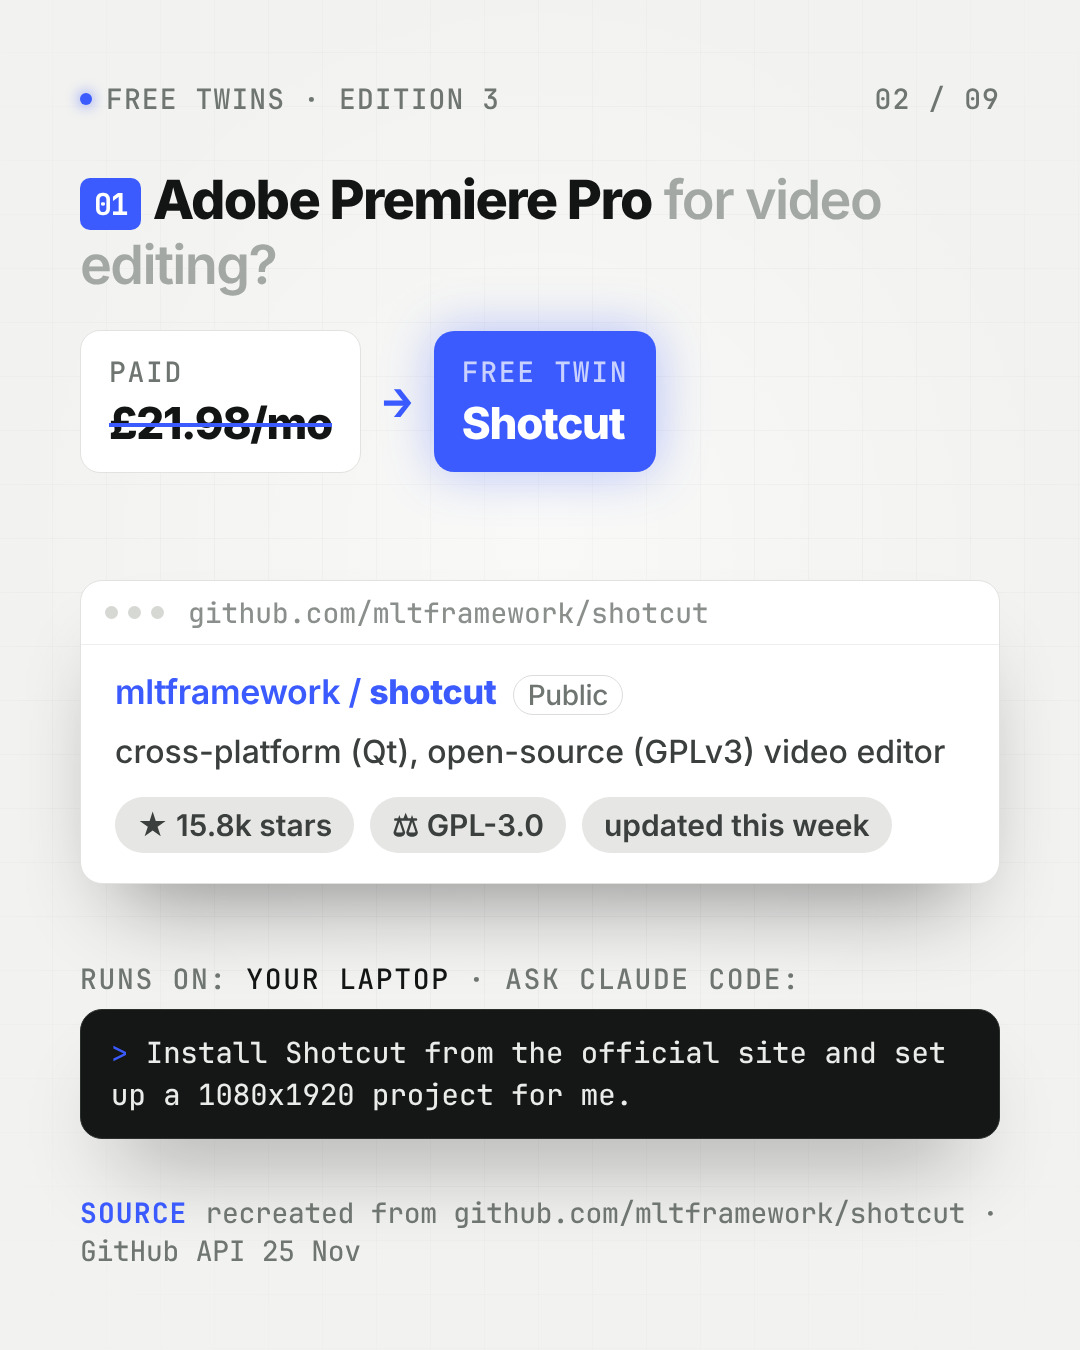 FREE TWINS · EDITION 3
02 / 09
01 Adobe Premiere Pro for video
editing?
PAID
£21.98/mo
→
FREE TWIN
Shotcut
github.com/mltframework/shotcut
mltframework / shotcut Public
cross-platform (Qt), open-source (GPLv3) video editor
★ 15.8k stars
⚖ GPL-3.0
updated this week
RUNS ON: YOUR LAPTOP · ASK CLAUDE CODE:
> Install Shotcut from the official site and set
up a 1080x1920 project for me.
SOURCE recreated from github.com/mltframework/shotcut ·
GitHub API 25 Nov